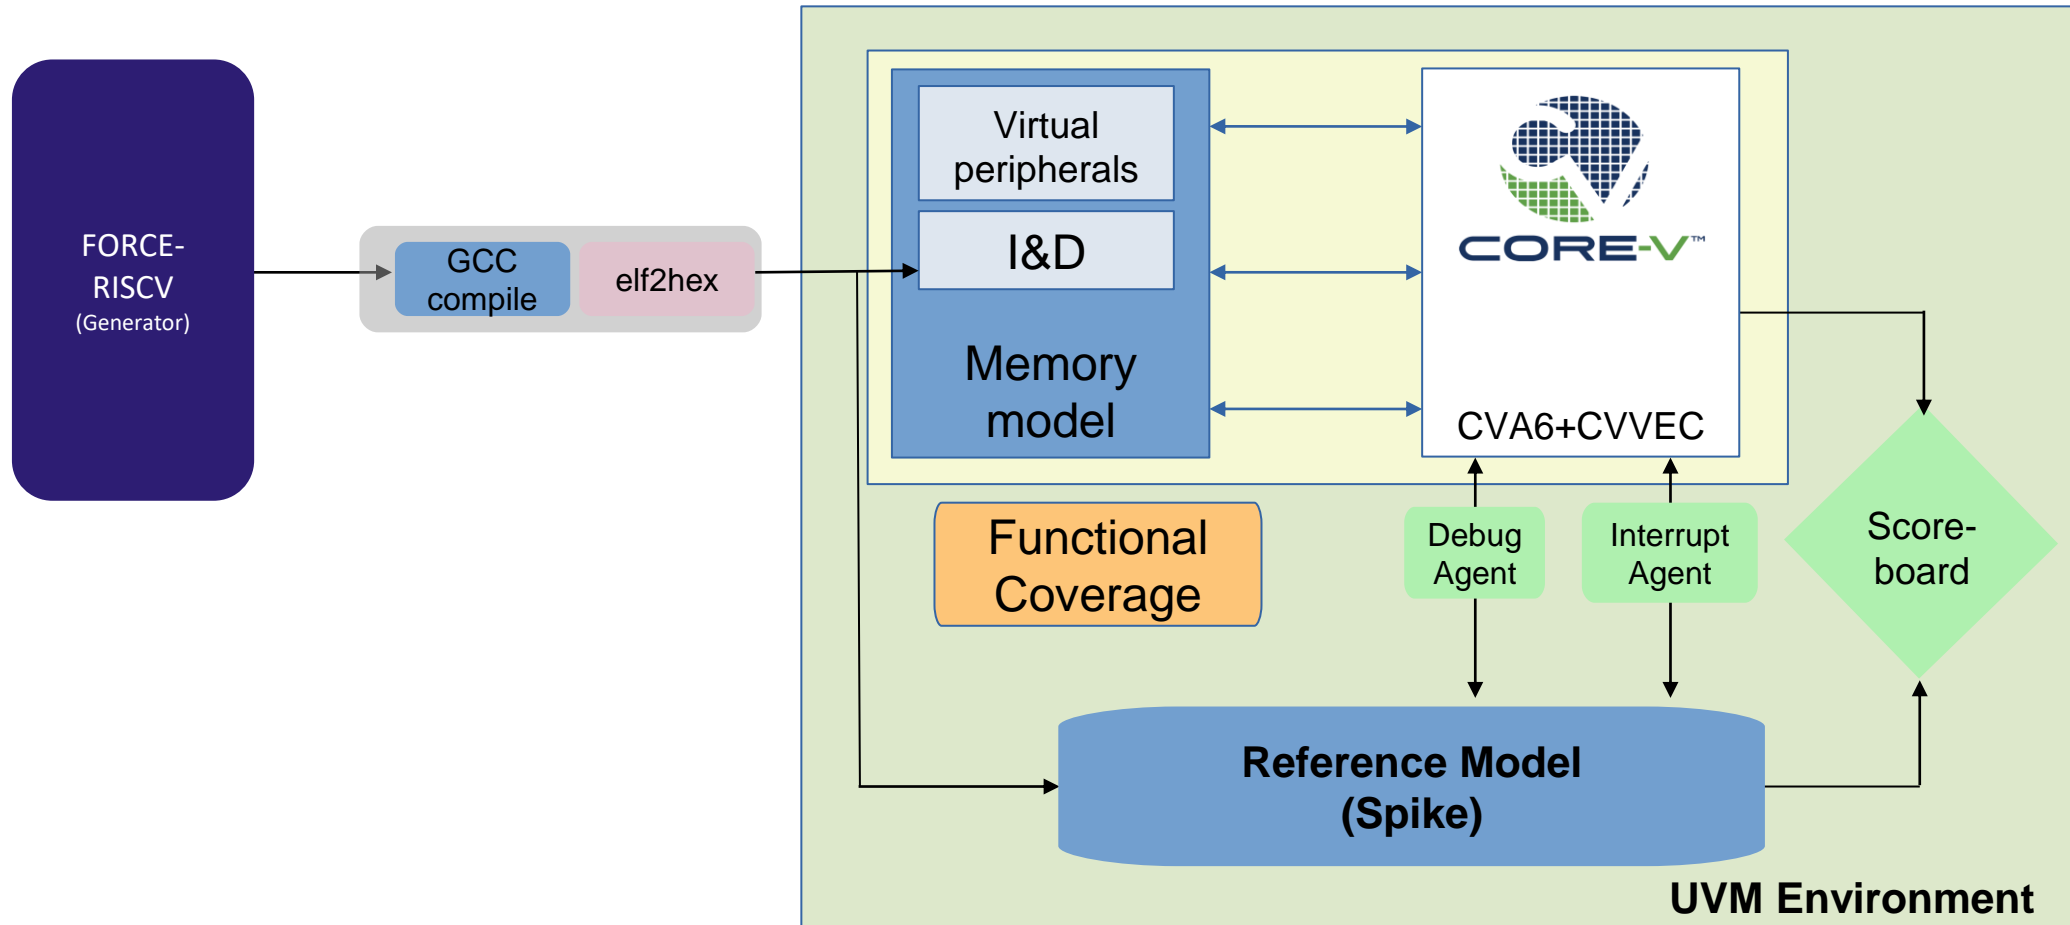 FORCE-
RISCV
(Generator)
GCC
compile
elf2hex
Virtual
peripherals
I&D
Memory
model
CORE-V™
CVA6+CVVEC
Functional
Coverage
Debug
Agent
Interrupt
Agent
Score-
board
Reference Model
(Spike)
UVM Environment